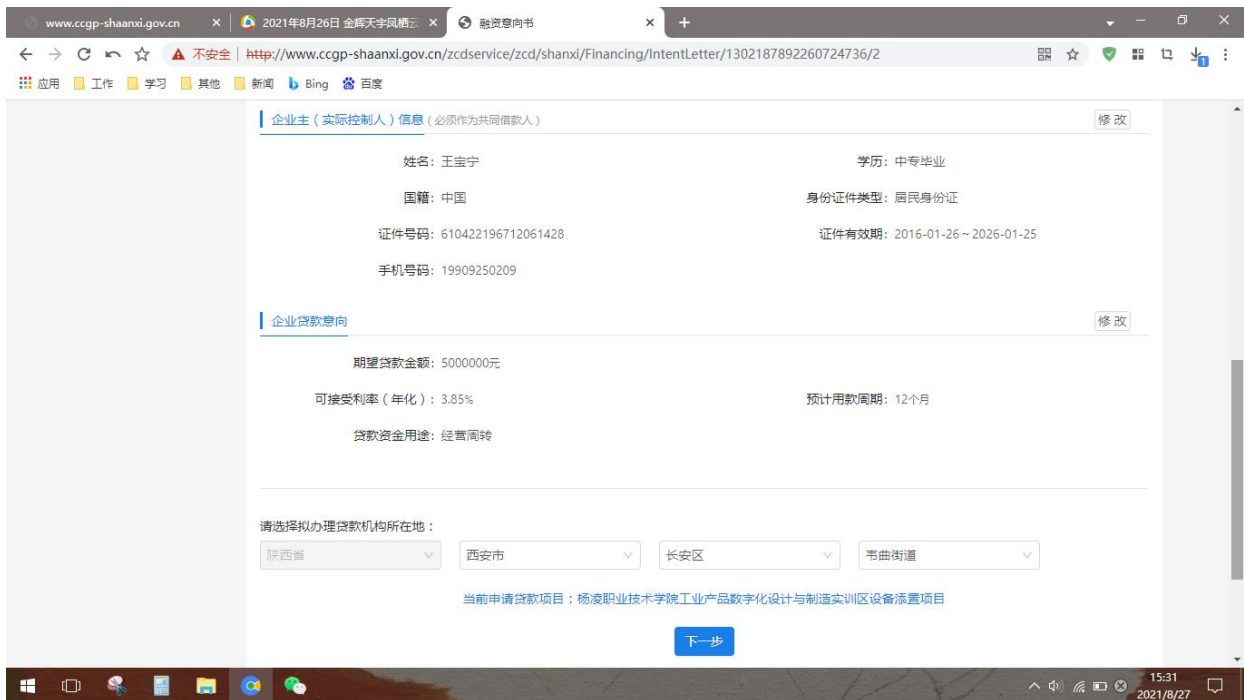 www.ccgp-shaanxi.gov.cn
2021年8月26日 金辉天宇凤栖云
融资意向书
不安全 http://www.ccgp-shaanxi.gov.cn/zcdservice/zcd/shanxi/Financing/IntentLetter/1302187892260724736/2
应用 工作 学习 其他 新闻 Bing 百度
企业主（实际控制人）信息（必须作为共同借款人） 修改
姓名：王宝宁 学历：中专毕业
国籍：中国 身份证件类型：居民身份证
证件号码：610422196712061428 证件有效期：2016-01-26~2026-01-25
手机号码：19909250209
企业贷款意向 修改
期望贷款金额：5000000元
可接受利率（年化）：3.85% 预计用款周期：12个月
贷款资金用途：经营周转
请选择拟办理贷款机构所在地：
陕西省 西安市 长安区 韦曲街道
当前申请贷款项目：杨凌职业技术学院工业产品数字化设计与制造实训区设备添置项目
下一步
15:31
2021/8/27